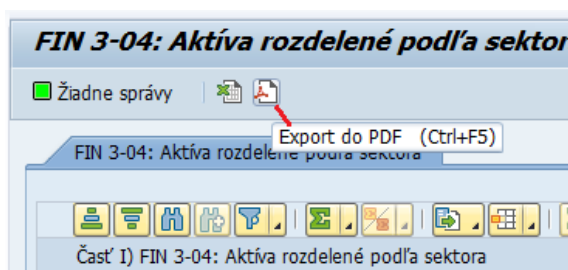 FIN 3-04: Aktíva rozdelené podľa sektor
Žiadne správy
Export do PDF (Ctrl+F5)
FIN 3-04: Aktíva rozdelené podľa sektora
Časť I) FIN 3-04: Aktíva rozdelené podľa sektora